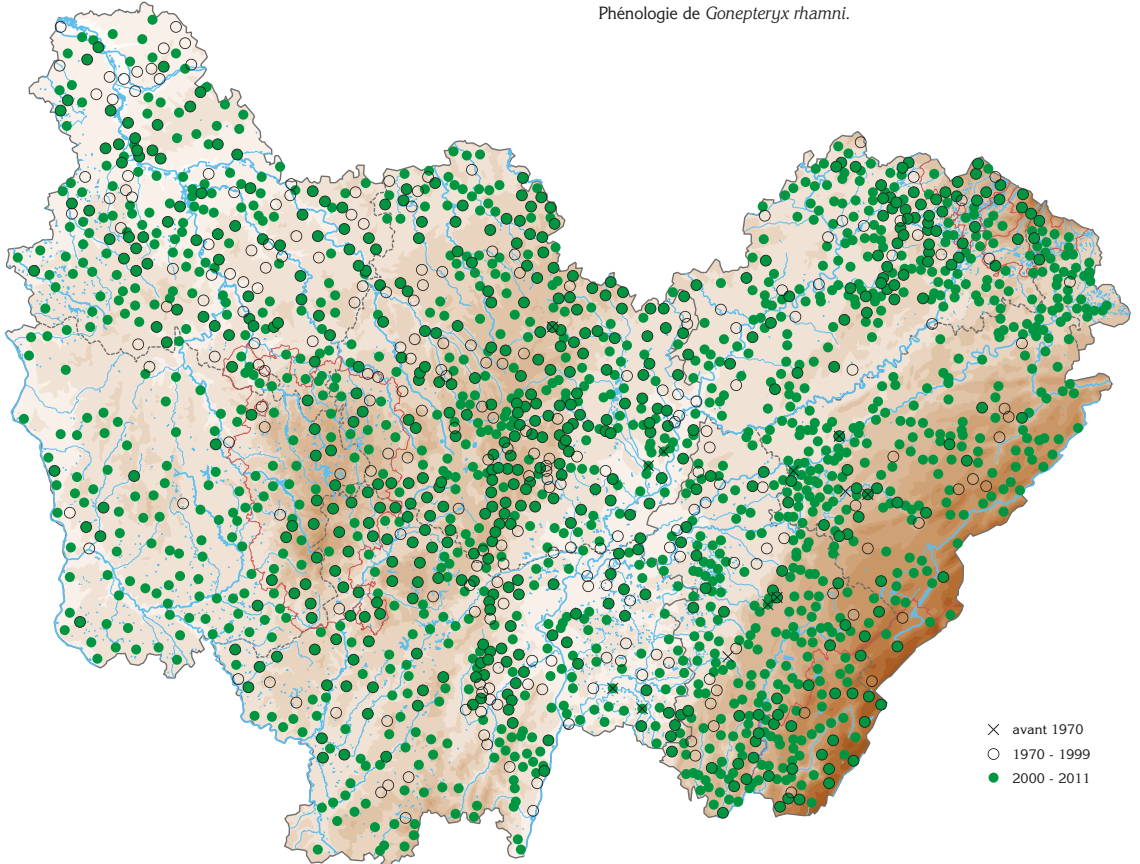 Phénologie de Gonepteryx rhamni.
avant 1970
1970 - 1999
2000 - 2011